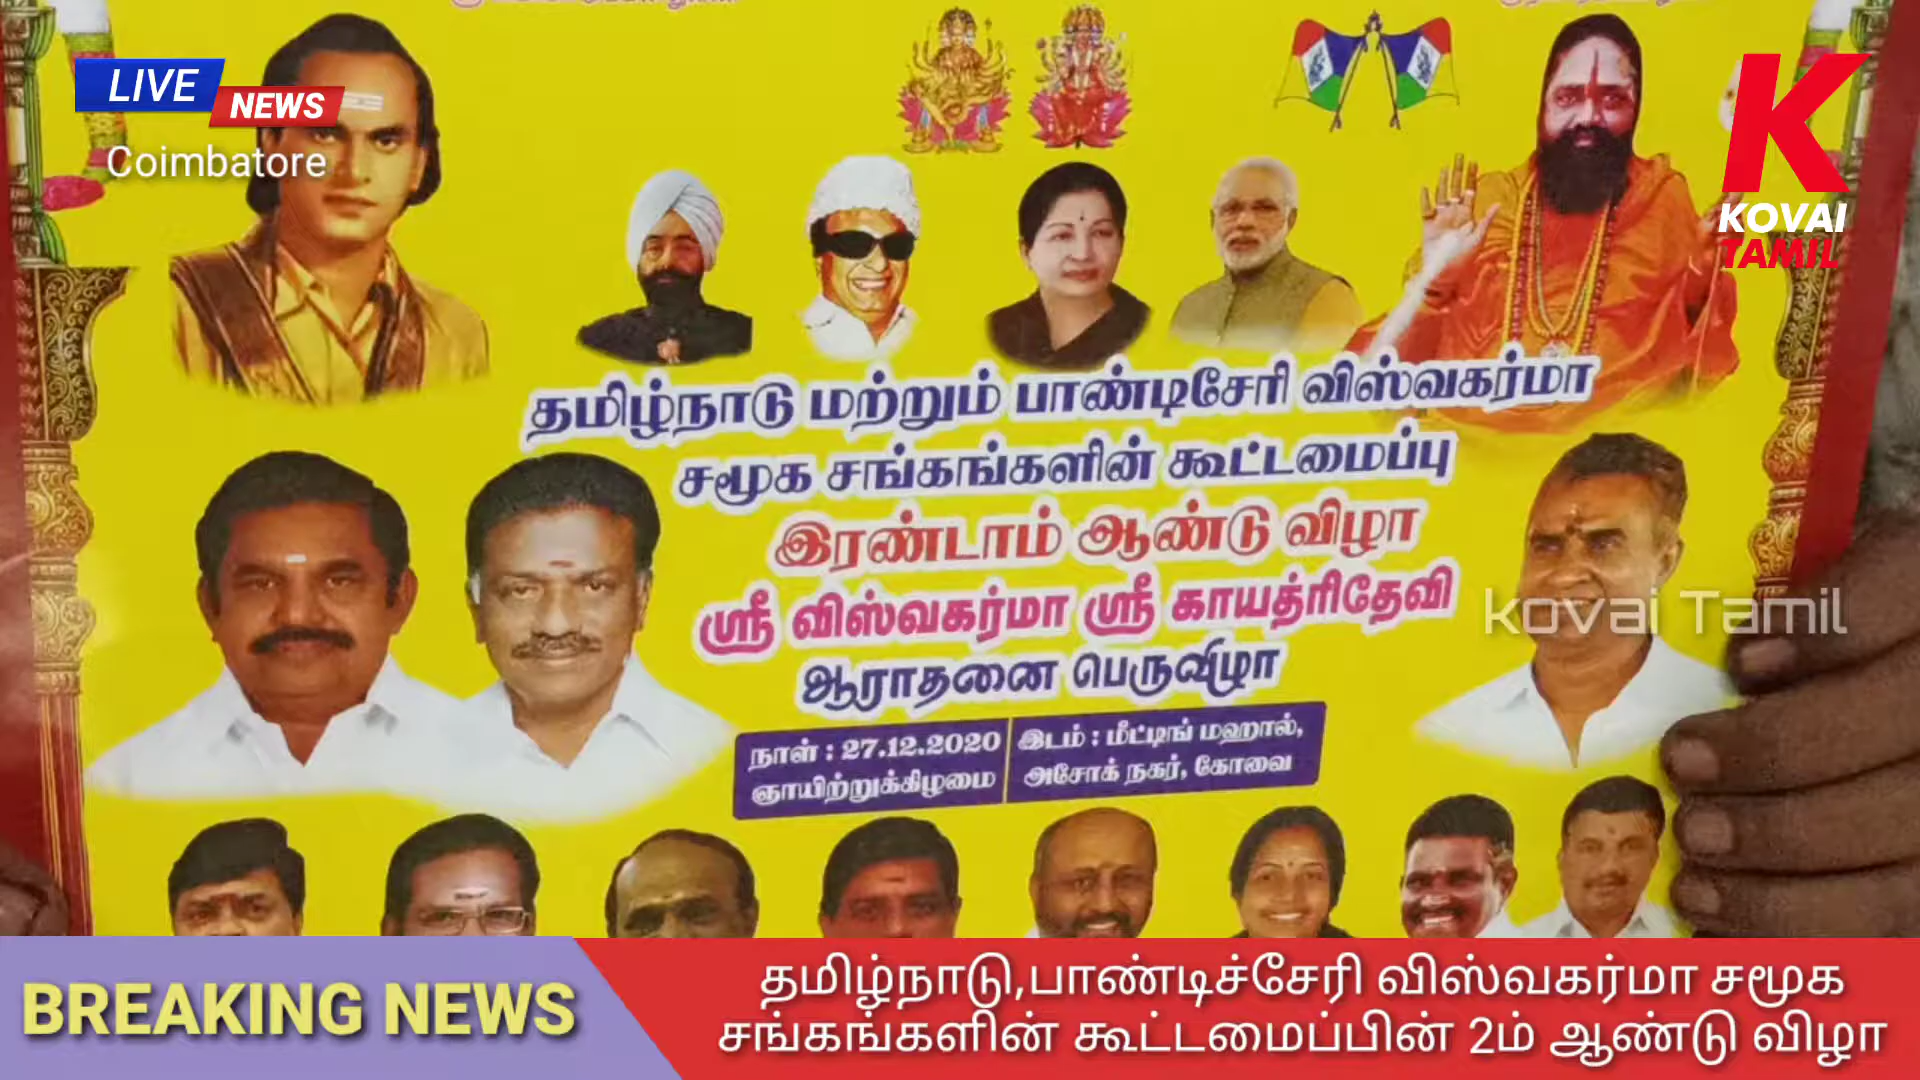 LIVE
NEWS
Coimbatore
K
KOVAI
TAMIL
தமிழ்நாடு மற்றும் பாண்டிசேரி விஸ்வகர்மா
சமூக சங்கங்களின் கூட்டமைப்பு
இரண்டாம் ஆண்டு விழா
ஸ்ரீ விஸ்வகர்மா ஸ்ரீ காயத்ரிதேவி
ஆராதனை பெருவிழா
kovai Tamil
நாள் : 27.12.2020
ஞாயிற்றுக்கிழமை
இடம் : மீட்டிங் மஹால்,
அசோக் நகர், கோவை
BREAKING NEWS
தமிழ்நாடு,பாண்டிச்சேரி விஸ்வகர்மா சமூக
சங்கங்களின் கூட்டமைப்பின் 2ம் ஆண்டு விழா